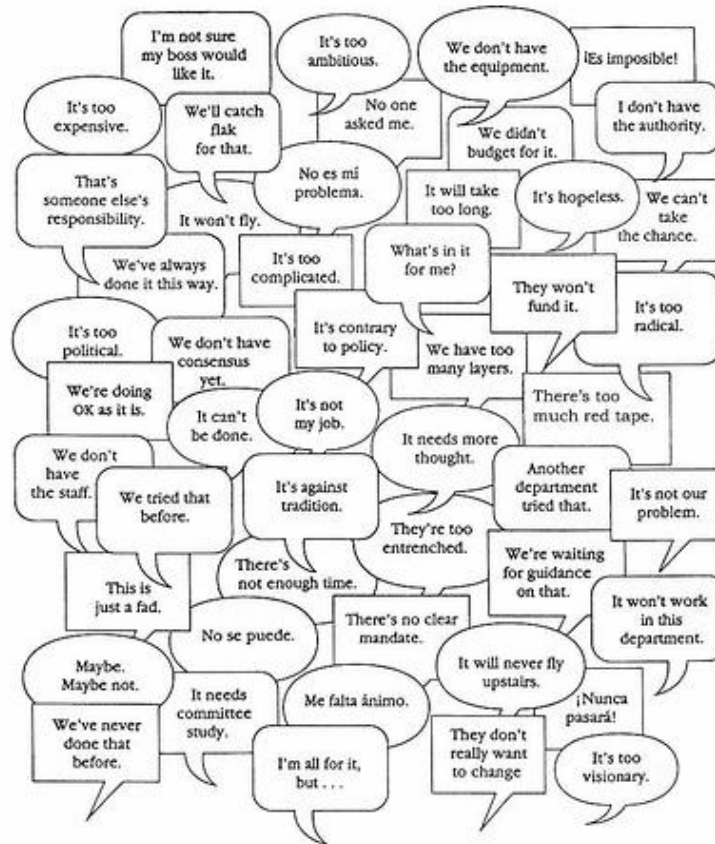 I'm not sure
my boss would
like it.
It's too
ambitious.
We don't have
the equipment.
¡Es imposible!
It's too
expensive.
We'll catch
flak
for that.
No one
asked me.
I don't have
the authority.
We didn't
budget for it.
That's
someone else's
responsibility.
No es mi
problema.
It will take
too long.
It's hopeless.
We can't
take
the chance.
It won't fly.
We've always
done it this way.
It's too
complicated.
What's in it
for me?
They won't
fund it.
It's too
radical.
It's too
political.
We don't have
consensus
yet.
It's contrary
to policy.
We have too
many layers.
We're doing
OK as it is.
It can't
be done.
It's not
my job.
There's too
much red tape.
It needs more
thought.
We don't
have
the staff.
We tried that
before.
It's against
tradition.
Another
department
tried that.
It's not our
problem.
They're too
entrenched.
This is
just a fad.
There's
not enough time.
We're waiting
for guidance
on that.
It won't work
in this
department.
No se puede.
There's no clear
mandate.
Maybe.
Maybe not.
It will never fly
upstairs.
It needs
committee
study.
Me falta ánimo.
¡Nunca
pasará!
We've never
done that
before.
I'm all for it,
but . . .
They don't
really want
to change
It's too
visionary.